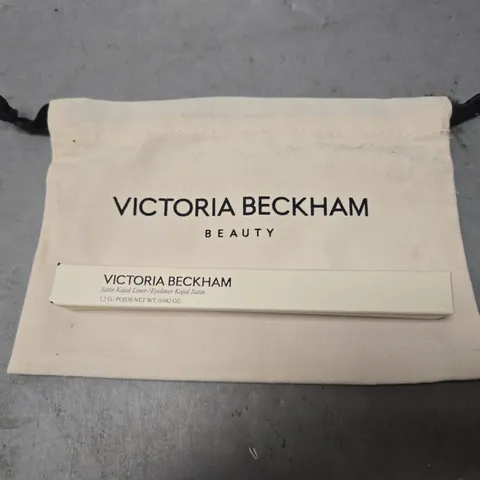 VICTORIA BECKHAM
BEAUTY
VICTORIA BECKHAM
Satin Kajal Liner/Eyeliner Kajal Satin
1.2 G / POIDS NET WT. 0.042 OZ.